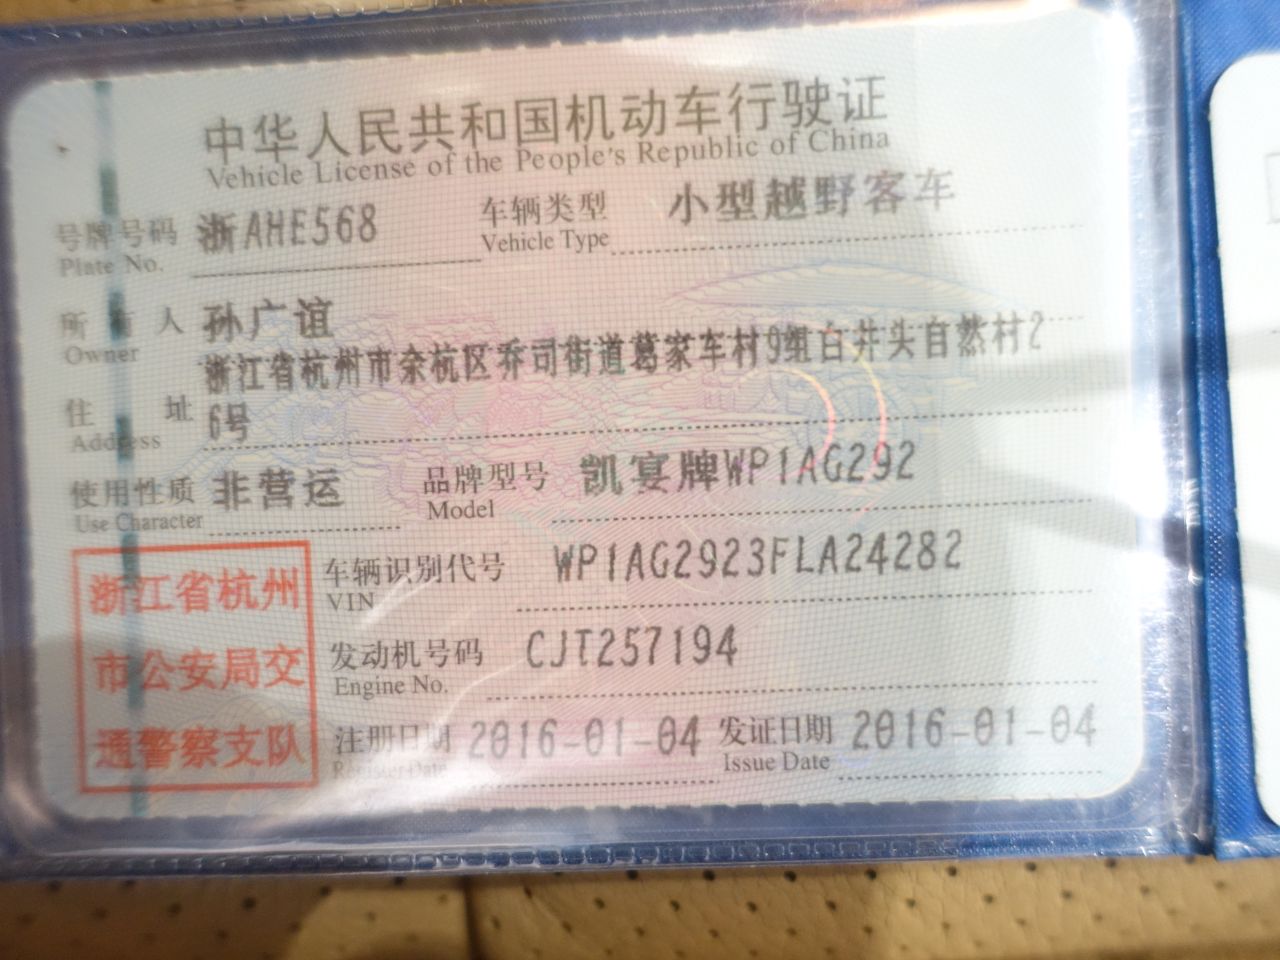 中华人民共和国机动车行驶证
Vehicle License of the People's Republic of China
号牌号码 浙AHE568 车辆类型 小型越野客车
Plate No. Vehicle Type
所有人 孙广谊
Owner
浙江省杭州市余杭区乔司街道葛家车村9组白井头自然村2
住址 6号
Address
使用性质 非营运 品牌型号 凯宴牌WP1AG292
Use Character Model
浙江省杭州 车辆识别代号 WP1AG2923FLA24282
VIN
市公安局交 发动机号码 CJT257194
Engine No.
通警察支队 注册日期 2016-01-04 发证日期 2016-01-04
Register Date Issue Date